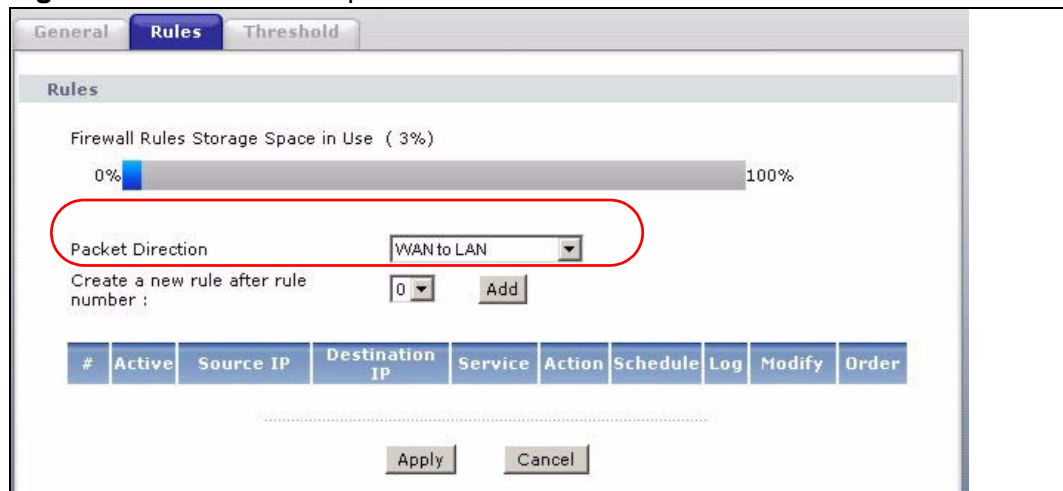 General Rules Threshold
Rules
Firewall Rules Storage Space in Use ( 3%)
0% 100%
Packet Direction WAN to LAN
Create a new rule after rule
number : 0 Add
# Active Source IP Destination IP Service Action Schedule Log Modify Order
Apply Cancel